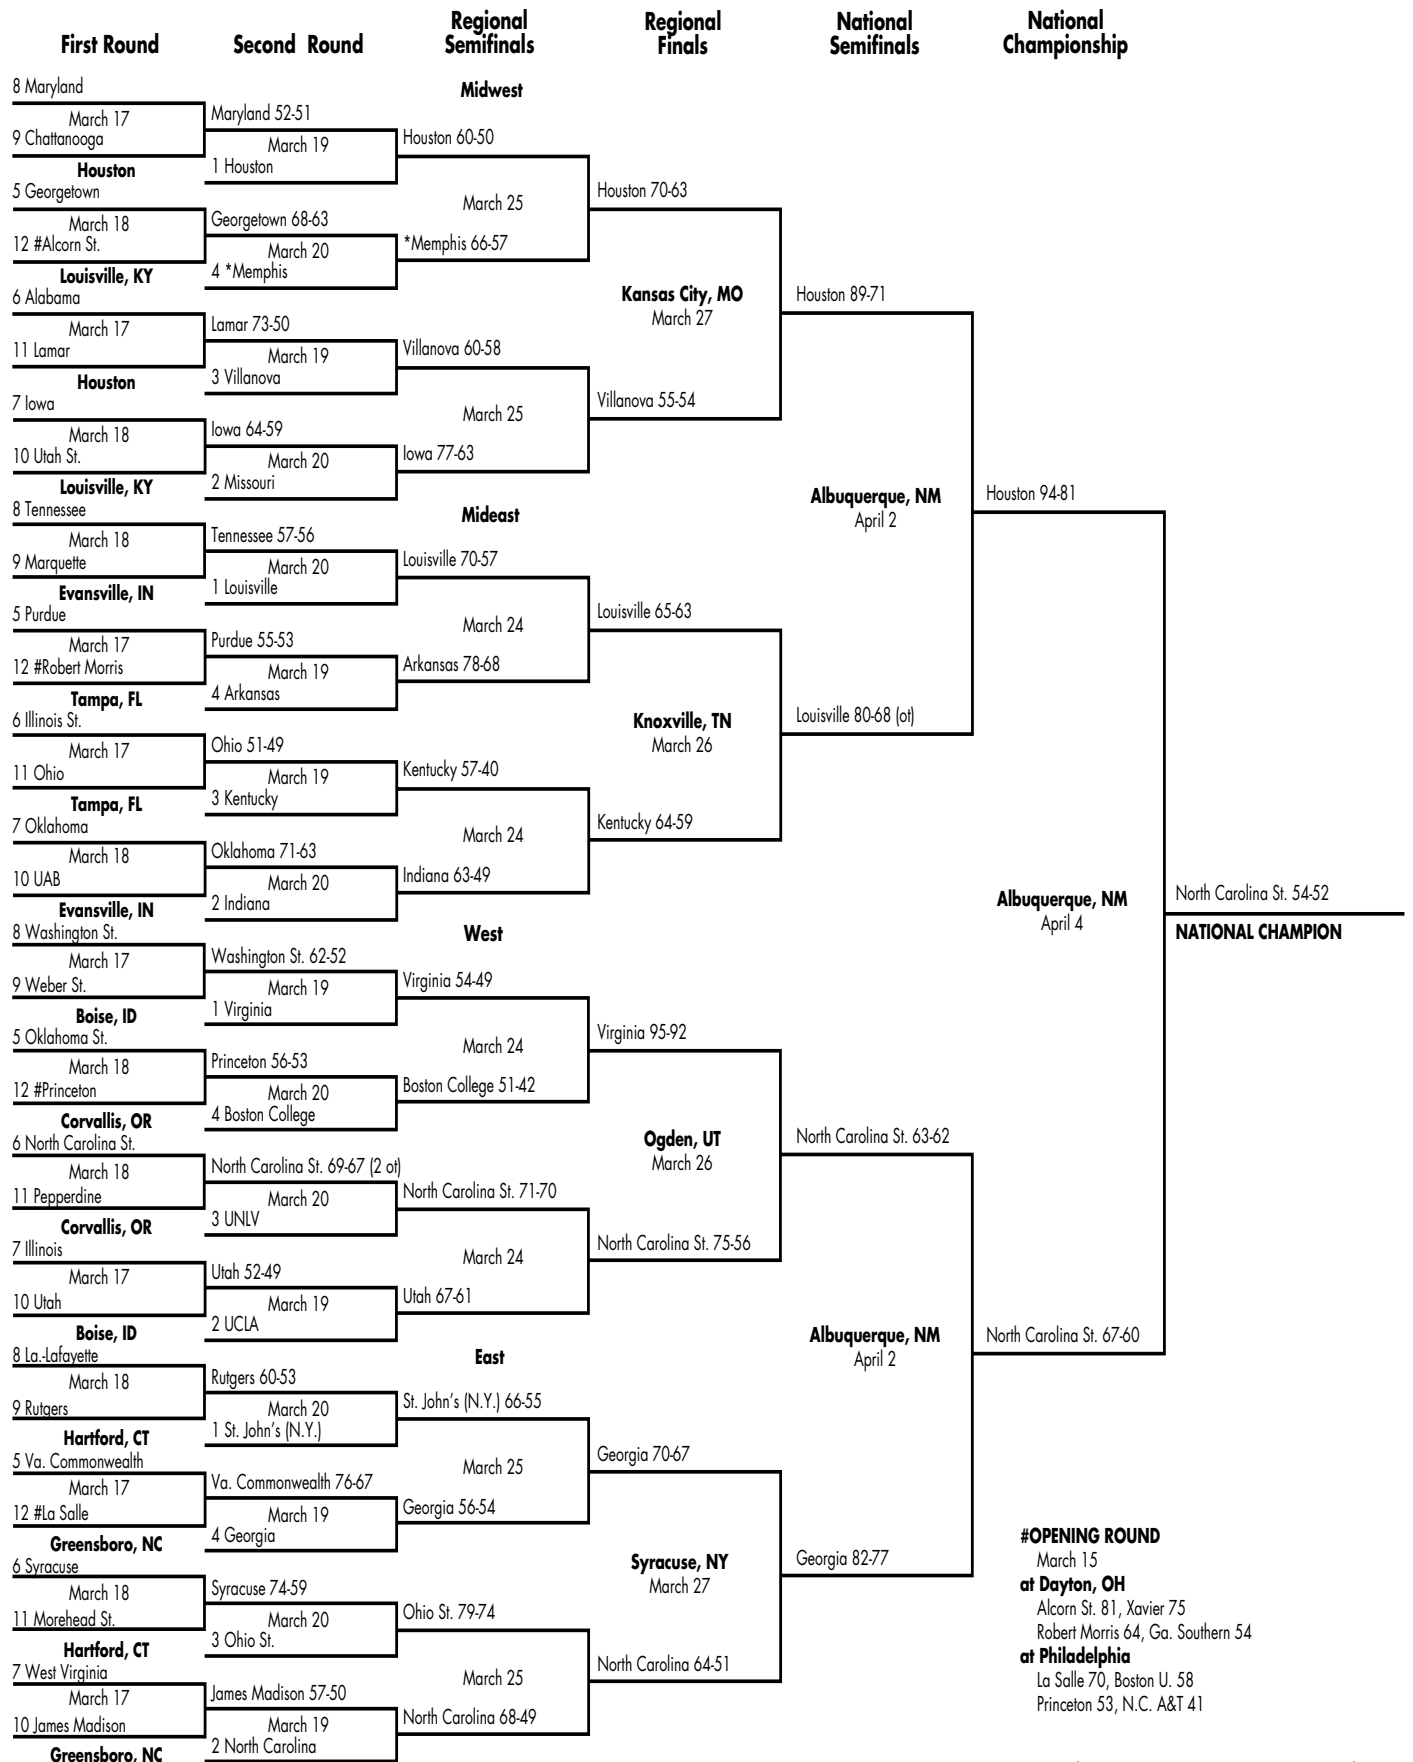 First Round
Second Round
Regional
Semifinals
Regional
Finals
National
Semifinals
National
Championship
8 Maryland
March 17
9 Chattanooga
Houston
5 Georgetown
March 18
12 #Alcorn St.
Louisville, KY
6 Alabama
March 17
11 Lamar
Houston
7 Iowa
March 18
10 Utah St.
Louisville, KY
8 Tennessee
March 18
9 Marquette
Evansville, IN
5 Purdue
March 17
12 #Robert Morris
Tampa, FL
6 Illinois St.
March 17
11 Ohio
Tampa, FL
7 Oklahoma
March 18
10 UAB
Evansville, IN
8 Washington St.
March 17
9 Weber St.
Boise, ID
5 Oklahoma St.
March 18
12 #Princeton
Corvallis, OR
6 North Carolina St.
March 18
11 Pepperdine
Corvallis, OR
7 Illinois
March 17
10 Utah
Boise, ID
8 La.-Lafayette
March 18
9 Rutgers
Hartford, CT
5 Va. Commonwealth
March 17
12 #La Salle
Greensboro, NC
6 Syracuse
March 18
11 Morehead St.
Hartford, CT
7 West Virginia
March 17
10 James Madison
Greensboro, NC
Maryland 52-51
March 19
1 Houston
Georgetown 68-63
March 20
4 *Memphis
Lamar 73-50
March 19
3 Villanova
Iowa 64-59
March 20
2 Missouri
Tennessee 57-56
March 20
1 Louisville
Purdue 55-53
March 19
4 Arkansas
Ohio 51-49
March 19
3 Kentucky
Oklahoma 71-63
March 20
2 Indiana
Washington St. 62-52
March 19
1 Virginia
Princeton 56-53
March 20
4 Boston College
North Carolina St. 69-67 (2 ot)
March 20
3 UNLV
Utah 52-49
March 19
2 UCLA
Rutgers 60-53
March 20
1 St. John's (N.Y.)
Va. Commonwealth 76-67
March 19
4 Georgia
Syracuse 74-59
March 20
3 Ohio St.
James Madison 57-50
March 19
2 North Carolina
Midwest
Houston 60-50
March 25
*Memphis 66-57
Villanova 60-58
March 25
Iowa 77-63
Mideast
Louisville 70-57
March 24
Arkansas 78-68
Kentucky 57-40
March 24
Indiana 63-49
West
Virginia 54-49
March 24
Boston College 51-42
North Carolina St. 71-70
March 24
Utah 67-61
East
St. John's (N.Y.) 66-55
March 25
Georgia 56-54
Ohio St. 79-74
March 25
North Carolina 68-49
Houston 70-63
Kansas City, MO
March 27
Villanova 55-54
Louisville 65-63
Knoxville, TN
March 26
Kentucky 64-59
Virginia 95-92
Ogden, UT
March 26
North Carolina St. 75-56
Georgia 70-67
Syracuse, NY
March 27
North Carolina 64-51
Houston 89-71
Albuquerque, NM
April 2
Louisville 80-68 (ot)
North Carolina St. 63-62
Albuquerque, NM
April 2
Georgia 82-77
Houston 94-81
Albuquerque, NM
April 4
North Carolina St. 67-60
North Carolina St. 54-52
NATIONAL CHAMPION
#OPENING ROUND
March 15
at Dayton, OH
Alcorn St. 81, Xavier 75
Robert Morris 64, Ga. Southern 54
at Philadelphia
La Salle 70, Boston U. 58
Princeton 53, N.C. A&T 41